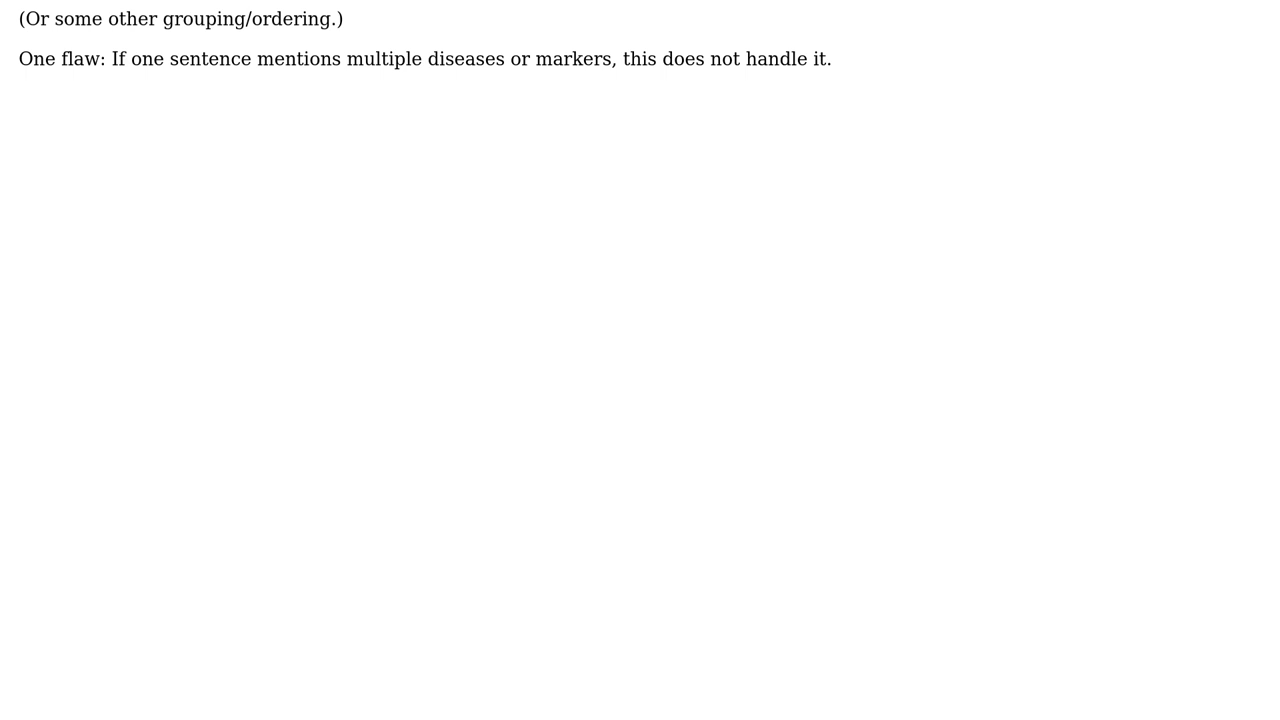 (Or some other grouping/ordering.)
One flaw: If one sentence mentions multiple diseases or markers, this does not handle it.